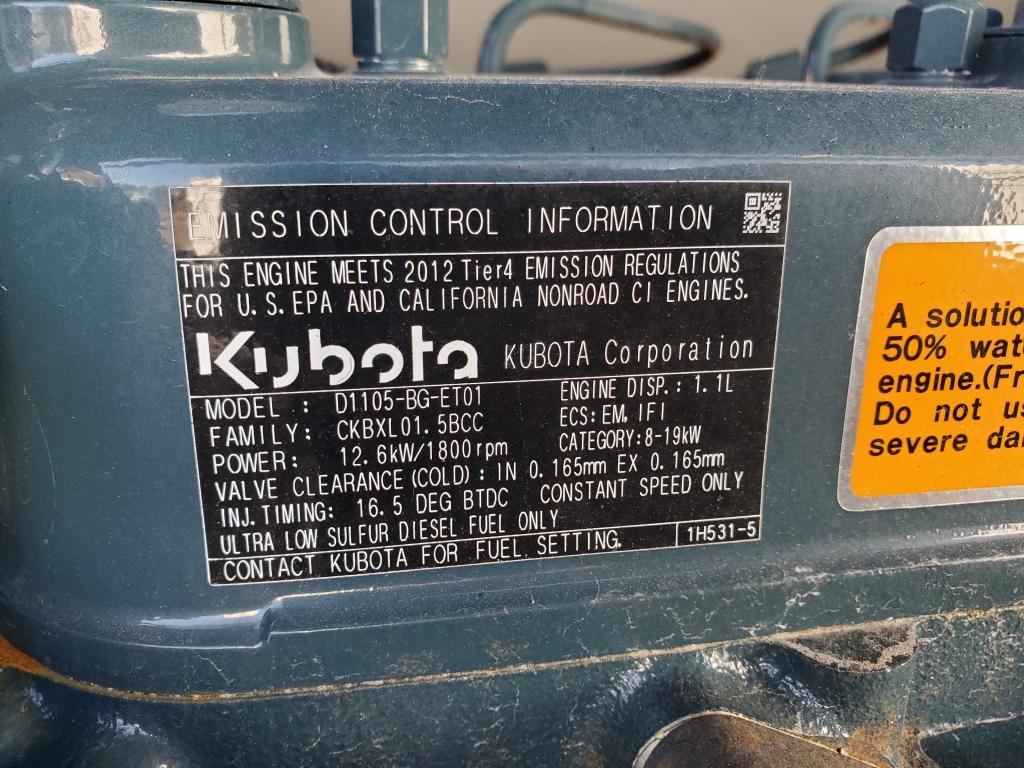 EMISSION CONTROL INFORMATION
THIS ENGINE MEETS 2012 Tier4 EMISSION REGULATIONS
FOR U.S. EPA AND CALIFORNIA NONROAD CI ENGINES.
Kubota KUBOTA Corporation
MODEL : D1105-BG-ET01 ENGINE DISP.: 1.1L
FAMILY: CKBXL01.5BCC ECS: EM, IFI
POWER: 12.6kW/1800rpm CATEGORY:8-19kW
VALVE CLEARANCE (COLD) : IN 0.165mm EX 0.165mm
INJ. TIMING: 16.5 DEG BTDC CONSTANT SPEED ONLY
ULTRA LOW SULFUR DIESEL FUEL ONLY
CONTACT KUBOTA FOR FUEL SETTING. 1H531-5
A solutio
50% wat
engine.(Fr
Do not us
severe da